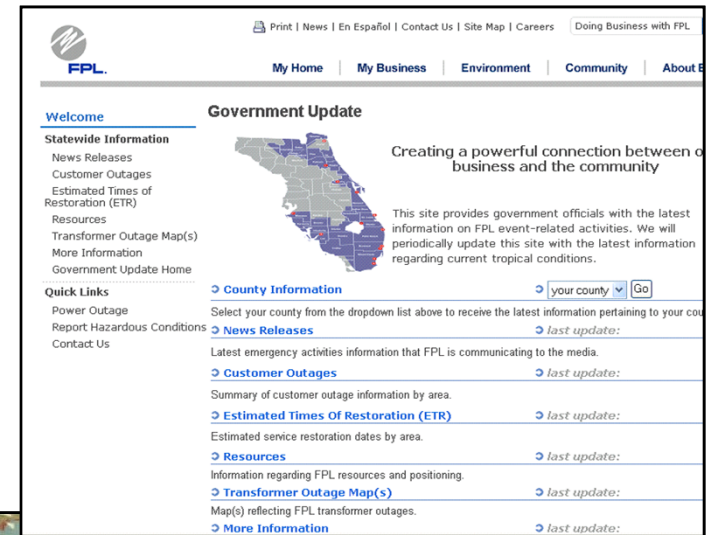 Print | News | En Español | Contact Us | Site Map | Careers
Doing Business with FPL
FPL.
My Home | My Business | Environment | Community | About
Welcome
Statewide Information
News Releases
Customer Outages
Estimated Times of
Restoration (ETR)
Resources
Transformer Outage Map(s)
More Information
Government Update Home
Quick Links
Power Outage
Report Hazardous Conditions
Contact Us
Government Update
Creating a powerful connection between
business and the community
This site provides government officials with the latest
information on FPL event-related activities. We will
periodically update this site with the latest information
regarding current tropical conditions.
County Information
your county Go
Select your county from the dropdown list above to receive the latest information pertaining to your
News Releases
last update:
Latest emergency activities information that FPL is communicating to the media.
Customer Outages
last update:
Summary of customer outage information by area.
Estimated Times Of Restoration (ETR)
last update:
Estimated service restoration dates by area.
Resources
last update:
Information regarding FPL resources and positioning.
Transformer Outage Map(s)
last update:
Map(s) reflecting FPL transformer outages.
More Information
last update: